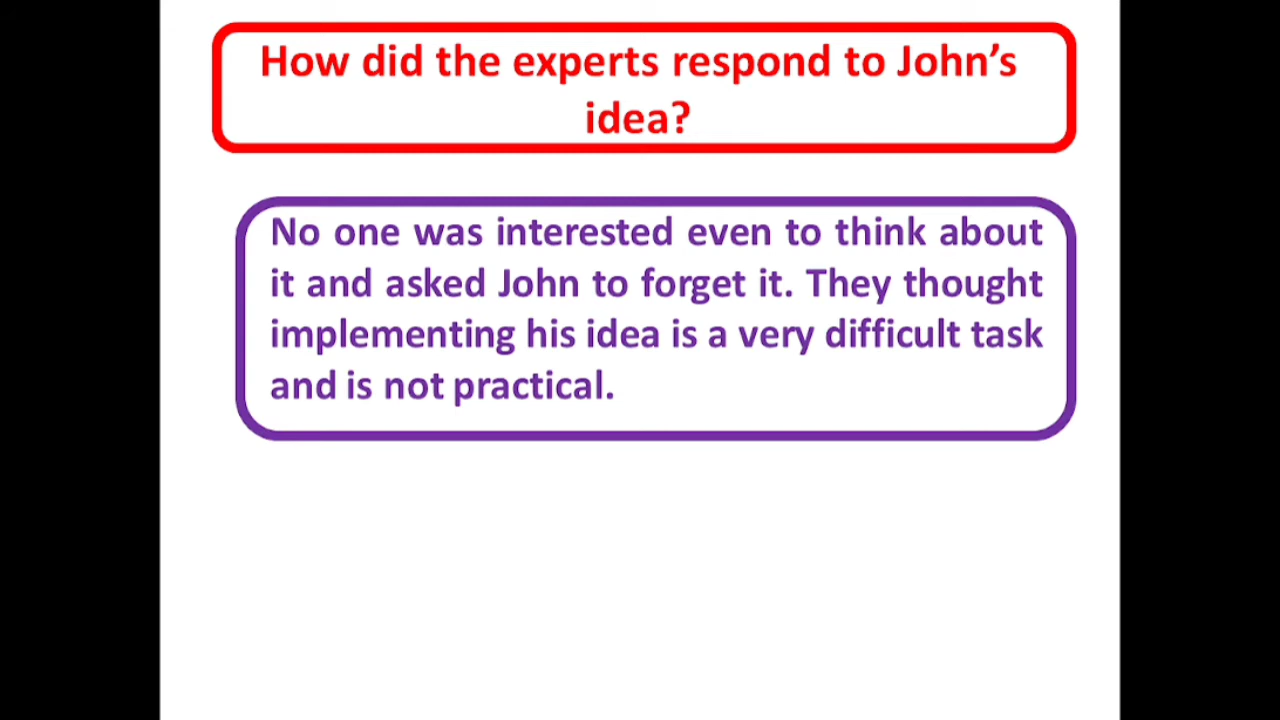 How did the experts respond to John’s
idea?
No one was interested even to think about
it and asked John to forget it. They thought
implementing his idea is a very difficult task
and is not practical.